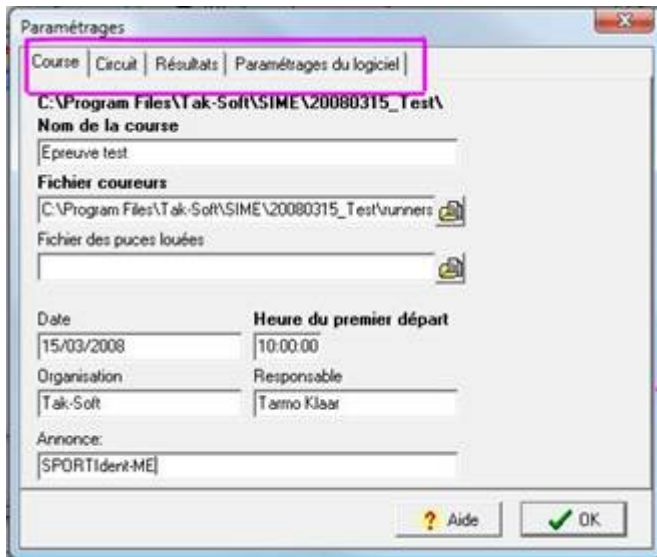 Paramétrages
Course Circuit Résultats Paramétrages du logiciel
C:\Program Files\Tak-Soft\SIME\20080315_Test\
Nom de la course
Epreuve test
Fichier coureurs
C:\Program Files\Tak-Soft\SIME\20080315_Test\runners
Fichier des puces louées
Date Heure du premier départ
15/03/2008 10:00:00
Organisation Responsable
Tak-Soft Tarmo Klaar
Annonce:
SPORTIdent-ME
? Aide OK